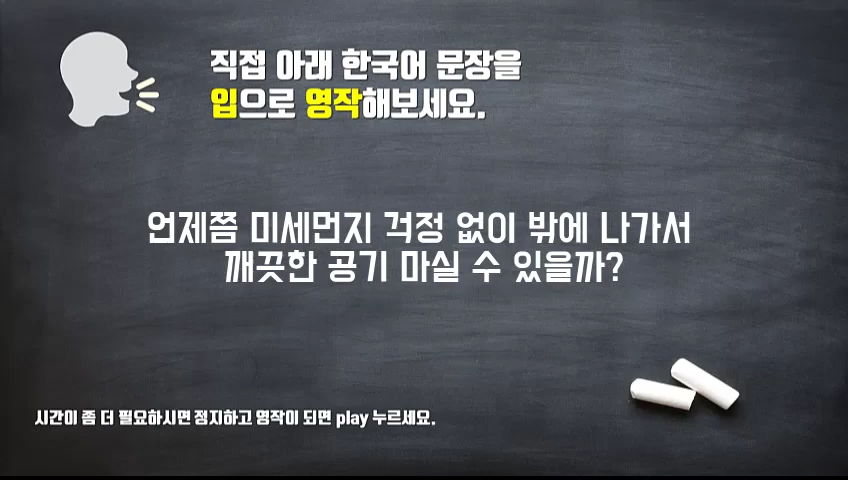 직접 아래 한국어 문장을
입으로 영작해보세요.
언제쯤 미세먼지 걱정 없이 밖에 나가서
깨끗한 공기 마실 수 있을까?
시간이 좀 더 필요하시면 정지하고 영작이 되면 play 누르세요.